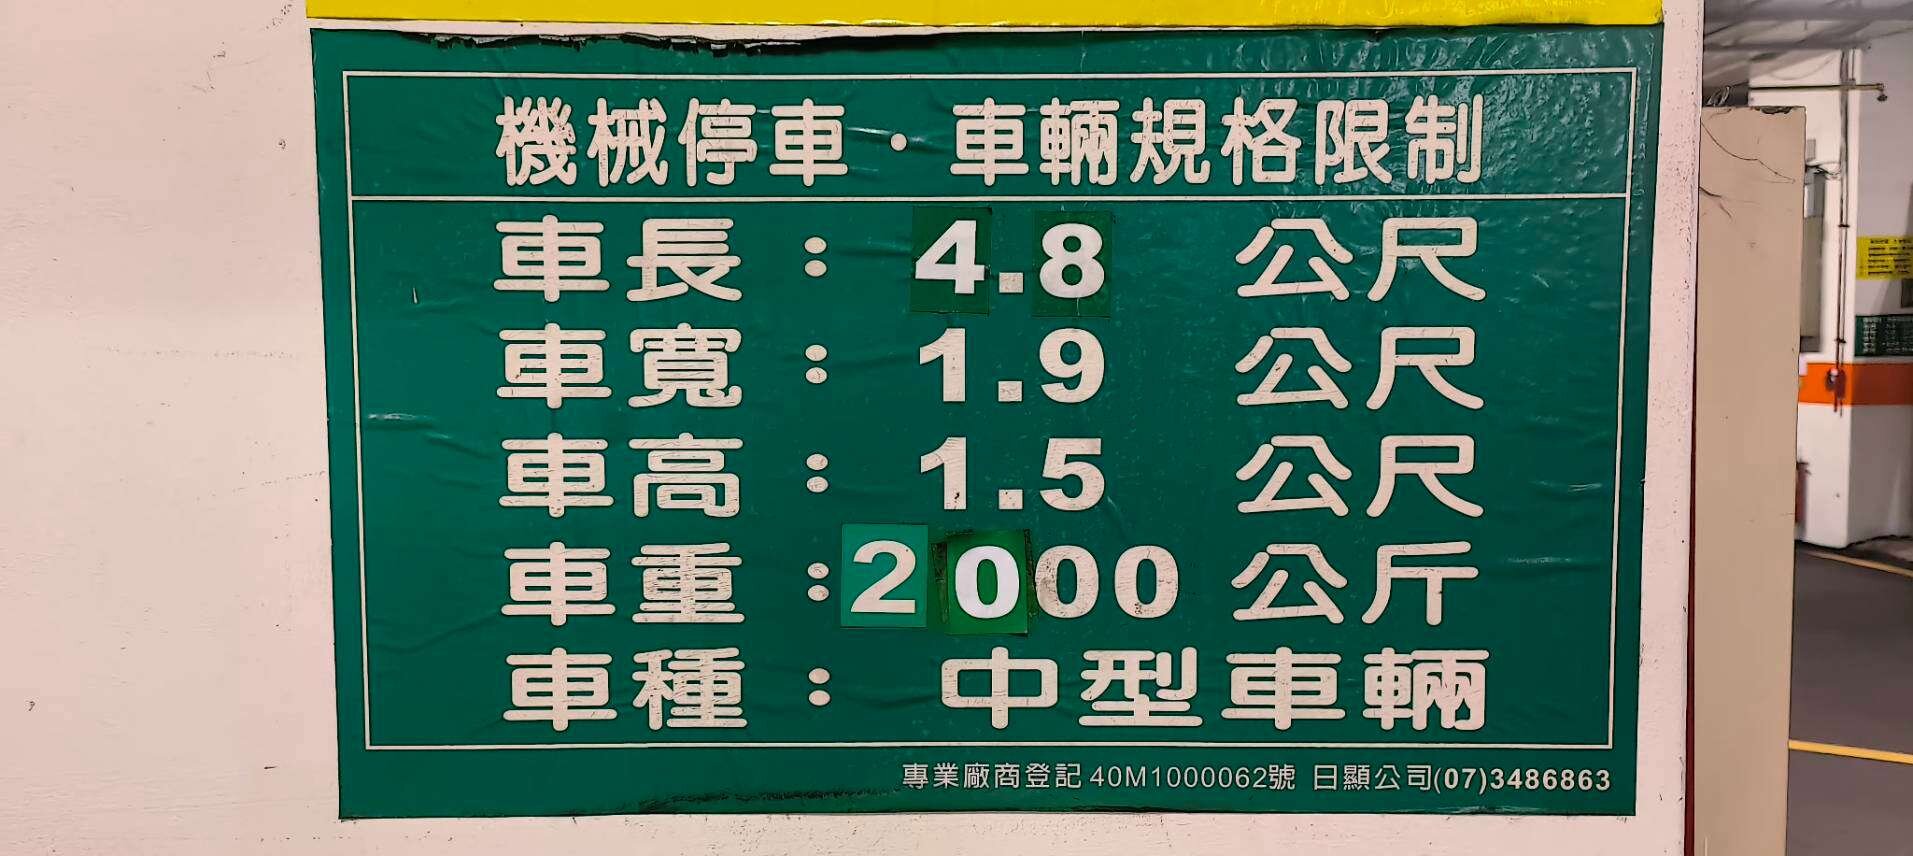 機械停車·車輛規格限制
車長：4.8 公尺
車寬：1.9 公尺
車高：1.5 公尺
車重：2000 公斤
車種：中型車輛
專業廠商登記 40M1000062號 日顯公司(07)3486863